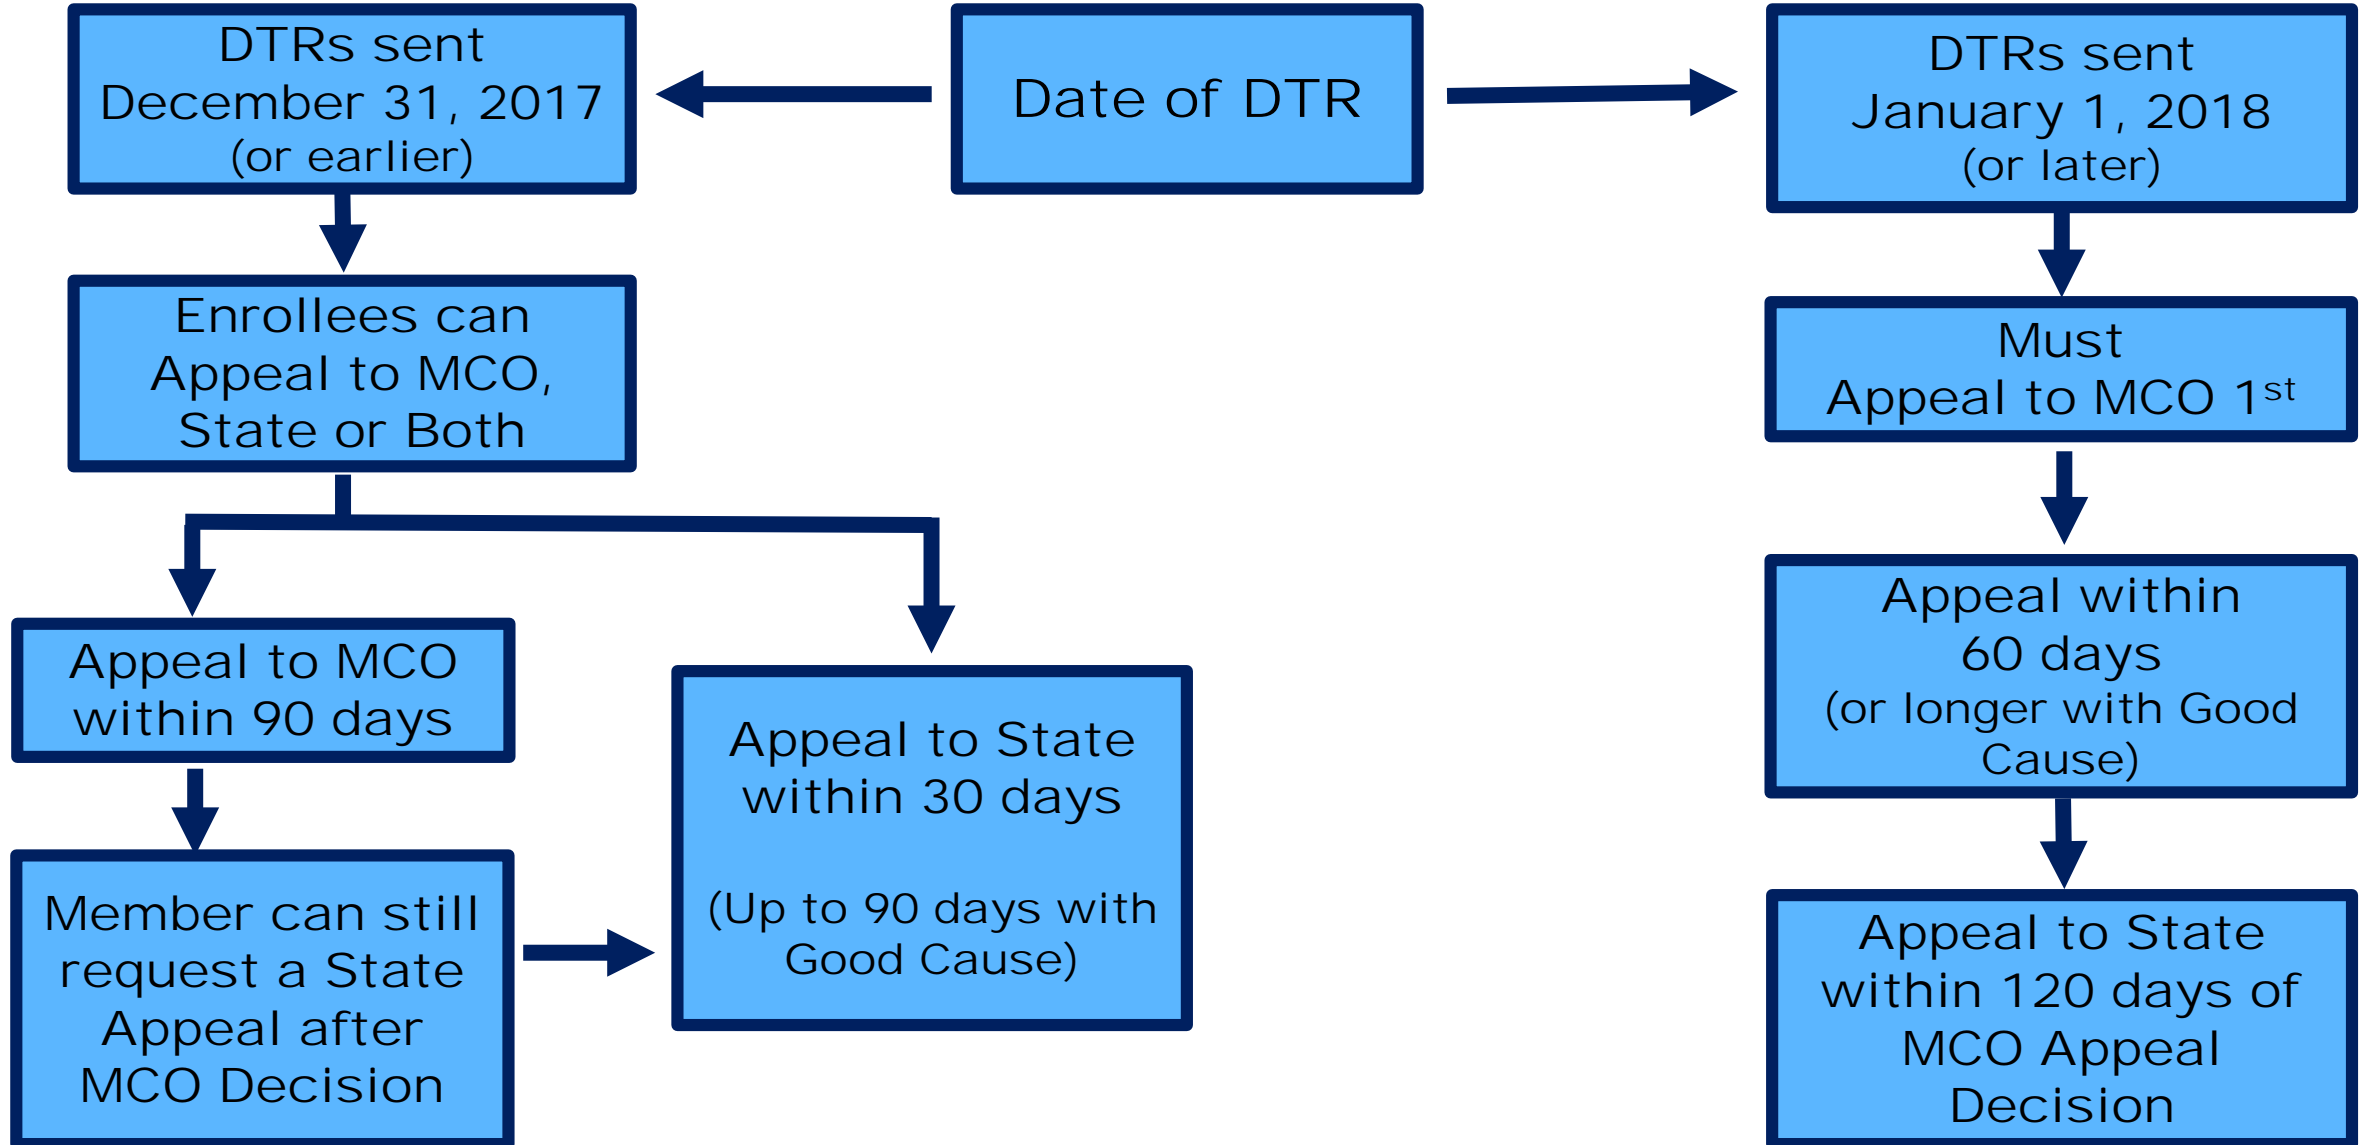 DTRs sent
December 31, 2017
(or earlier)
Date of DTR
DTRs sent
January 1, 2018
(or later)
Enrollees can
Appeal to MCO,
State or Both
Must
Appeal to MCO 1st
Appeal to MCO
within 90 days
Appeal to State
within 30 days
(Up to 90 days with
Good Cause)
Appeal within
60 days
(or longer with Good
Cause)
Member can still
request a State
Appeal after
MCO Decision
Appeal to State
within 120 days of
MCO Appeal
Decision